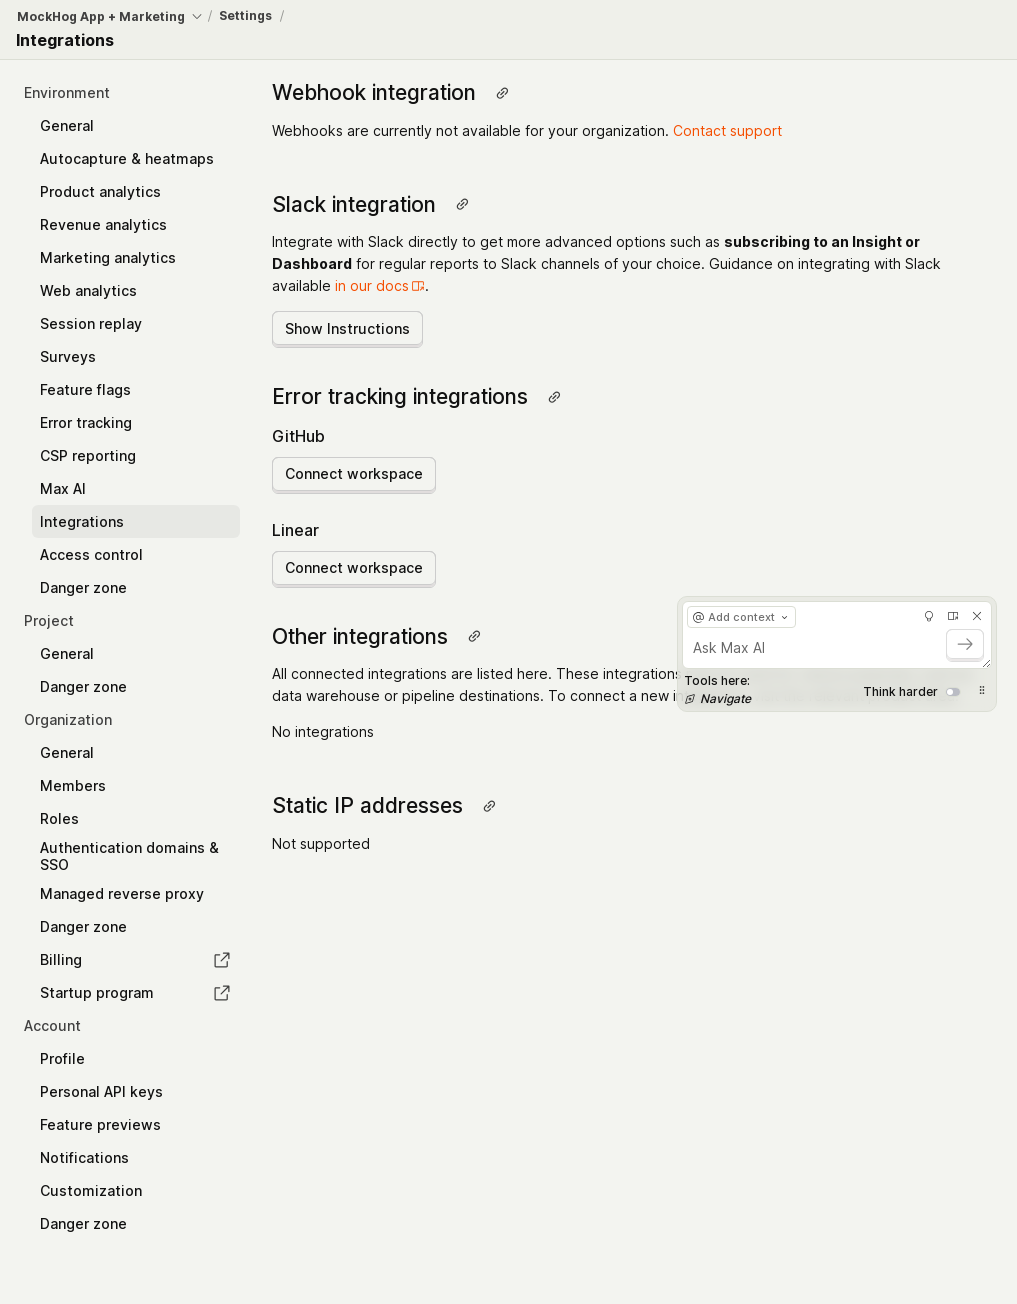 MockHog App + Marketing / Settings /
Integrations
Environment
General
Autocapture & heatmaps
Product analytics
Revenue analytics
Marketing analytics
Web analytics
Session replay
Surveys
Feature flags
Error tracking
CSP reporting
Max AI
Integrations
Access control
Danger zone
Project
General
Danger zone
Organization
General
Members
Roles
Authentication domains &
SSO
Managed reverse proxy
Danger zone
Billing
Startup program
Account
Profile
Personal API keys
Feature previews
Notifications
Customization
Danger zone
Webhook integration
Webhooks are currently not available for your organization. Contact support
Slack integration
Integrate with Slack directly to get more advanced options such as subscribing to an Insight or
Dashboard for regular reports to Slack channels of your choice. Guidance on integrating with Slack
available in our docs.
Show Instructions
Error tracking integrations
GitHub
Connect workspace
Linear
Connect workspace
Other integrations
All connected integrations are listed here. These integrations
data warehouse or pipeline destinations. To connect a new
No integrations
Static IP addresses
Not supported
@ Add context
Ask Max AI
Tools here:
Navigate
Think harder